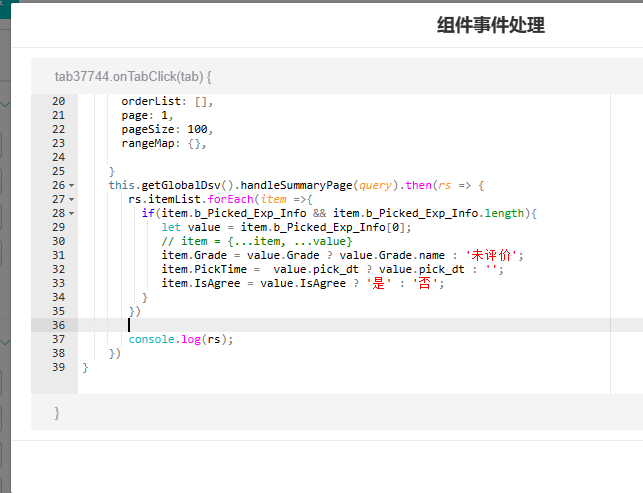 组件事件处理
tab37744.onTabClick(tab) {
20 orderList: [],
21 page: 1,
22 pageSize: 100,
23 rangeMap: {},
24
25 }
26 this.getGlobalDsv().handleSummaryPage(query).then(rs => {
27 rs.itemList.forEach(item =>{
28 if(item.b_Picked_Exp_Info && item.b_Picked_Exp_Info.length){
29 let value = item.b_Picked_Exp_Info[0];
30 // item = {...item, ...value}
31 item.Grade = value.Grade ? value.Grade.name : '未评价';
32 item.PickTime =  value.pick_dt ? value.pick_dt : '';
33 item.IsAgree = value.IsAgree ? '是' : '否';
34 }
35 })
36
37 console.log(rs);
38 })
39 }
}